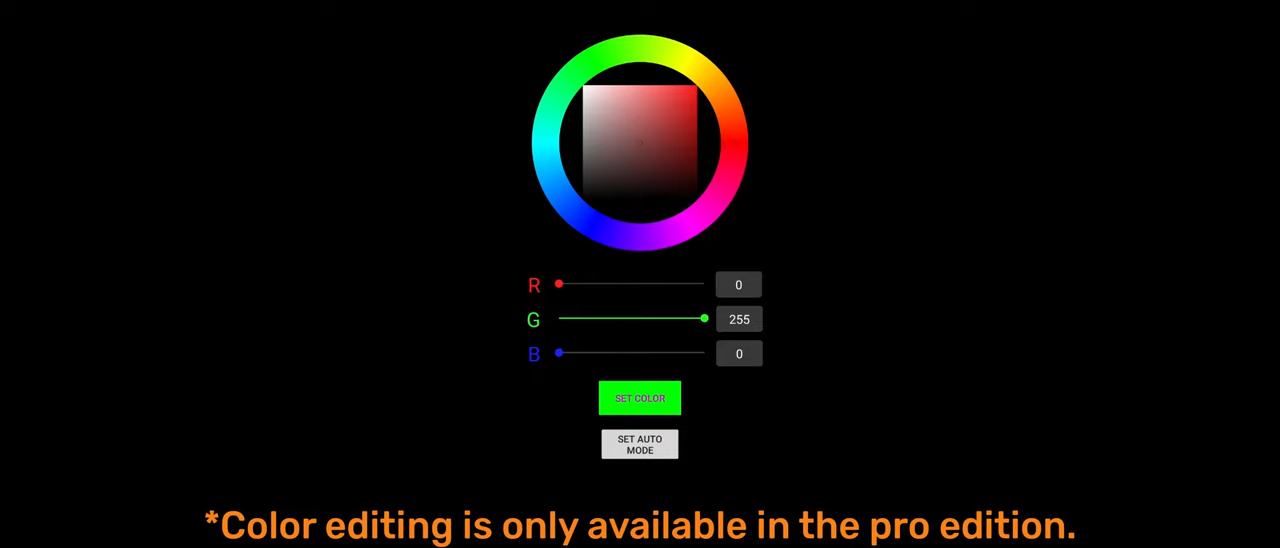 R 0
G 255
B 0
SET COLOR
SET AUTO
MODE
*Color editing is only available in the pro edition.